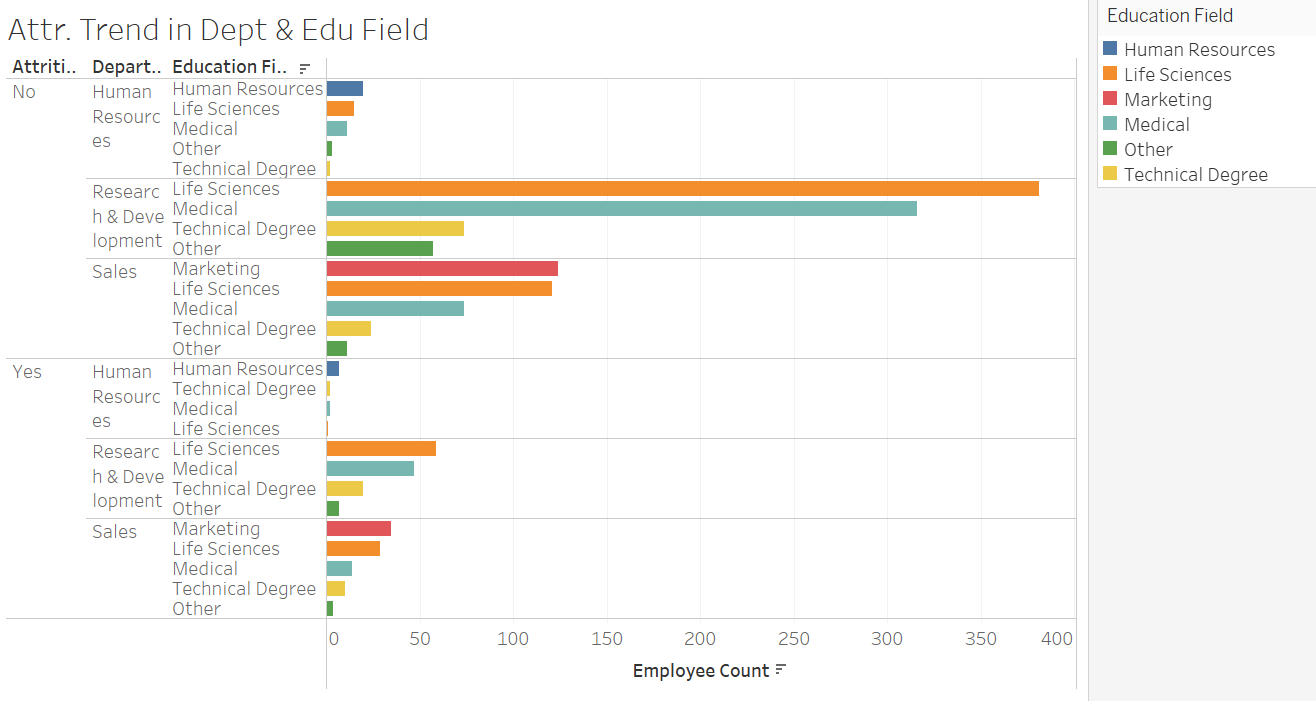 Attr. Trend in Dept & Edu Field
Attriti.. Depart.. Education Fi..
No
Human
Resourc
es
Human Resources
Life Sciences
Medical
Other
Technical Degree
Researc
h & Deve
lopment
Life Sciences
Medical
Technical Degree
Other
Sales
Marketing
Life Sciences
Medical
Technical Degree
Other
Yes
Human
Resourc
es
Human Resources
Technical Degree
Medical
Life Sciences
Researc
h & Deve
lopment
Life Sciences
Medical
Technical Degree
Other
Sales
Marketing
Life Sciences
Medical
Technical Degree
Other
0 50 100 150 200 250 300 350 400
Employee Count
Education Field
Human Resources
Life Sciences
Marketing
Medical
Other
Technical Degree